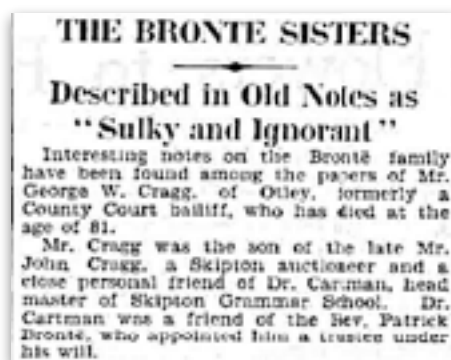 THE BRONTE SISTERS
Described in Old Notes as
"Sulky and Ignorant"
Interesting notes on the Brontë family
have been found among the papers of Mr.
George W. Cragg, of Otley, formerly a
County Court bailiff, who has died at the
age of 81.
Mr. Cragg was the son of the late Mr.
John Cragg, a Skipton auctioneer and a
close personal friend of Dr. Cartman, head
master of Skipton Grammar School. Dr.
Cartman was a friend of the Rev. Patrick
Brontë, who appointed him a trustee under
his will.